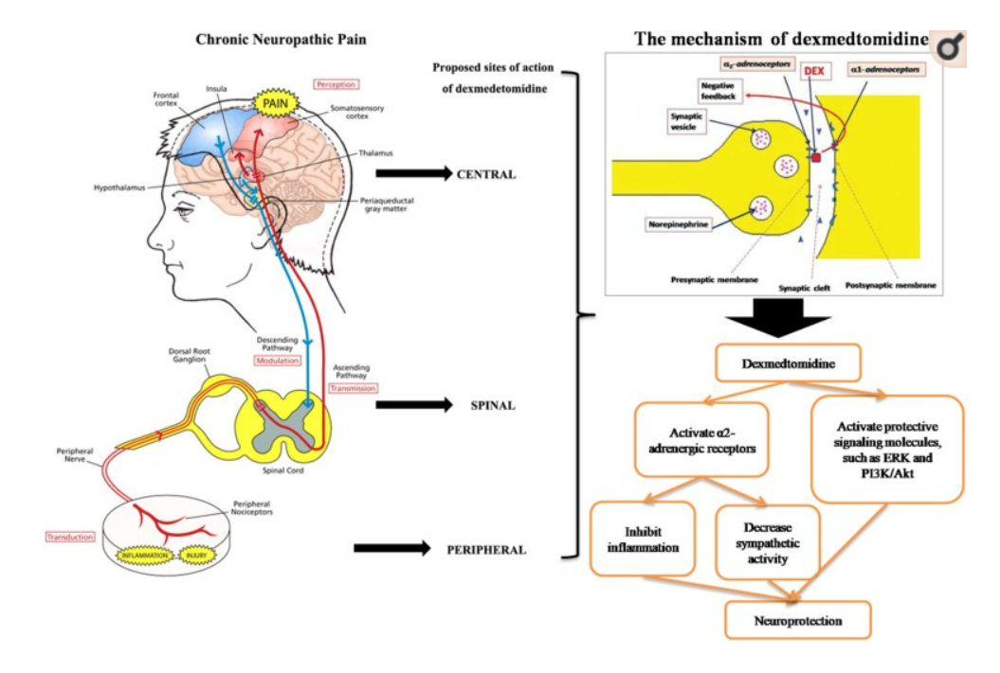 Chronic Neuropathic Pain
The mechanism of dexmedtomidine
Proposed sites of action
of dexmedetomidine
Perception
Insula
Frontal
cortex
PAIN
Somatosensory
cortex
Thalamus
Hypothalamus
Periaqueductal
gray matter
CENTRAL
Descending
Pathway
Modulation
Dorsal Root
Ganglion
Ascending
Pathway
Transmission
SPINAL
Peripheral
Nerve
Spinal Cord
Peripheral
Nociceptors
Transduction
INFLAMMATION
INJURY
PERIPHERAL
α2-adrenoceptors
DEX
α1-adrenoceptors
Negative
feedback
Synaptic
vesicle
Norepinephrine
Presynaptic membrane
Synaptic cleft
Postsynaptic membrane
Dexmedtomidine
Activate α2-
adrenergic receptors
Activate protective
signaling molecules,
such as ERK and
PI3K/Akt
Inhibit
inflammation
Decrease
sympathetic
activity
Neuroprotection